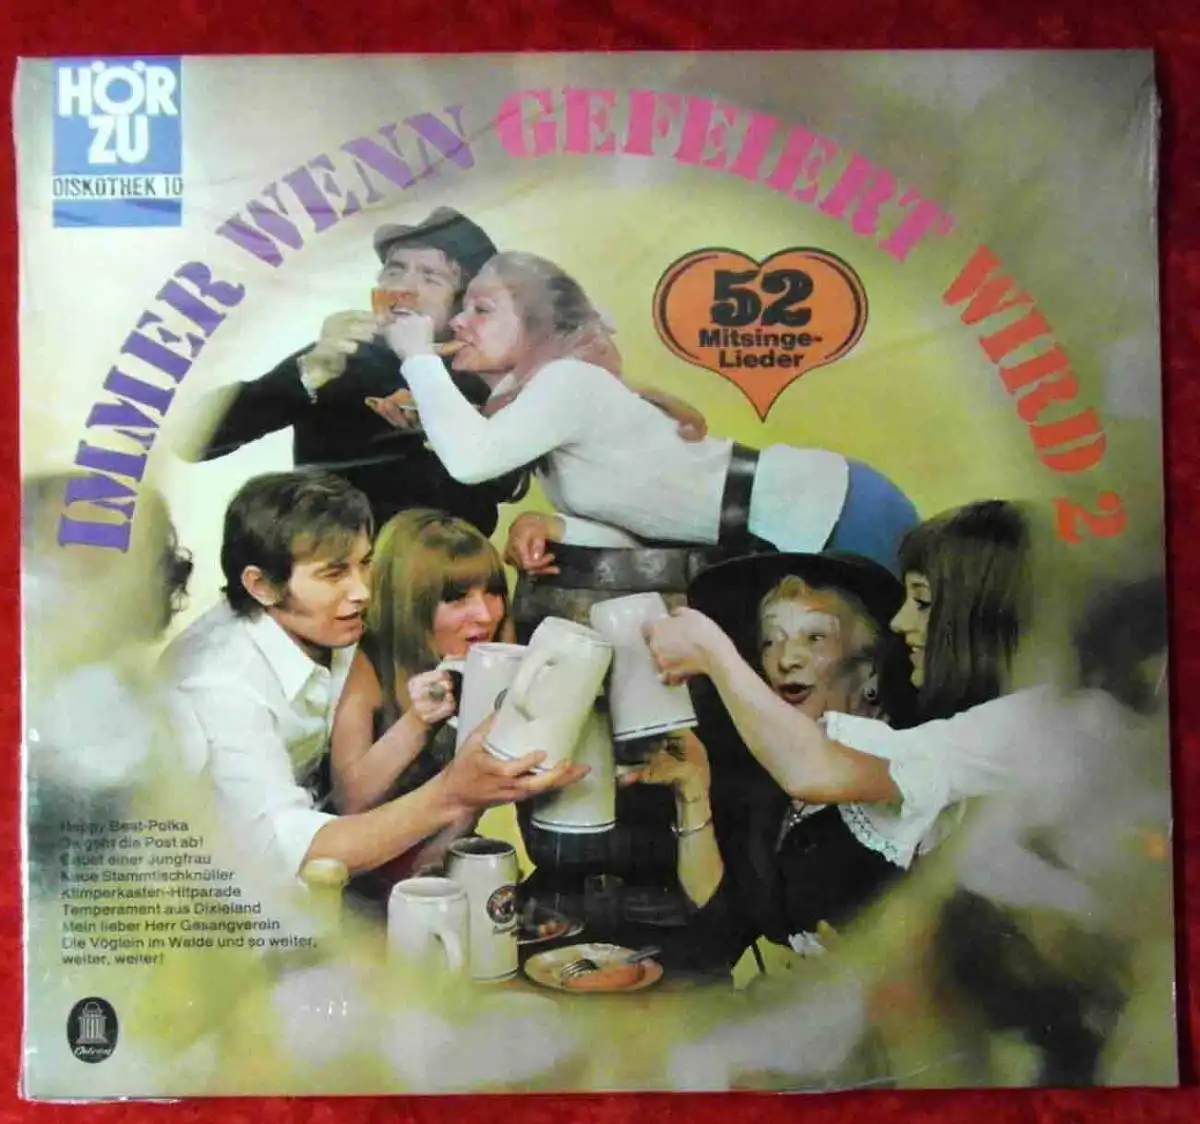 HÖR
ZU
DISKOTHEK 10
IMMER WENN GEFEIERT WIRD 2
52
Mitsinge-
Lieder
Happy Beat-Polka
Da geht die Post ab!
einer Jungfrau
Neue Stammtischknüller
Klimperkasten-Hitparade
Temperament aus Dixieland
Mein lieber Herr Gesangverein
Die Vöglein im Walde und so weiter,
weiter, weiter!
Odeon